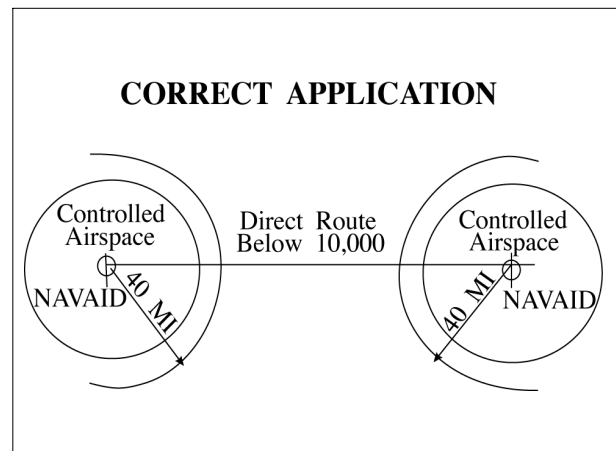 CORRECT APPLICATION
Controlled
Airspace
NAVAID
40 MI
Direct Route
Below 10,000
Controlled
Airspace
NAVAID
40 MI